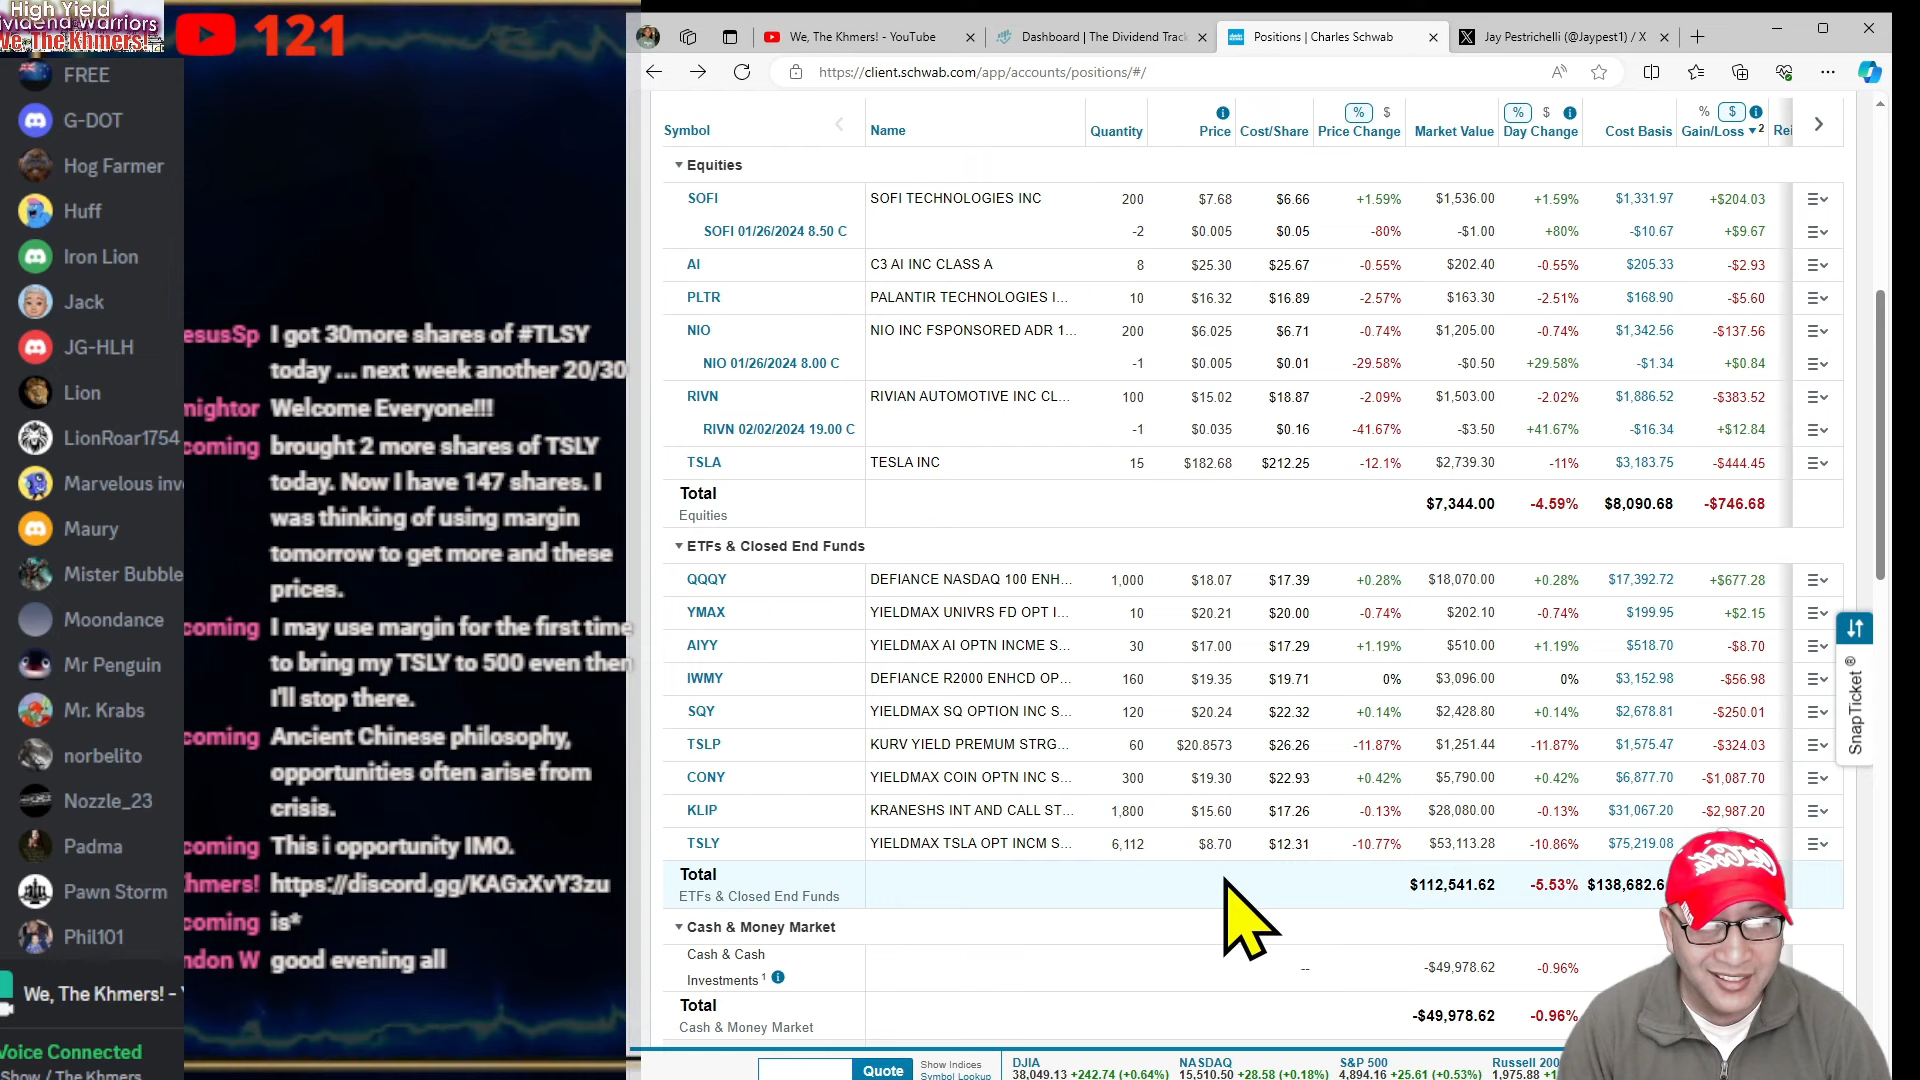 High Yield
ividend Warriors
We, The Khmers!
121
FREE
G-DOT
Hog Farmer
Huff
Iron Lion
Jack
JG-HLH
Lion
LionRoar1754
Marvelous inv
Maury
Mister Bubble
Moondance
Mr Penguin
Mr. Krabs
norbelito
Nozzle_23
Padma
Pawn Storm
Phil101
We, The Khmers! -
Voice Connected
Show / The Khmers
esusSp I got 30more shares of #TLSY
today ... next week another 20/30
mightor Welcome Everyone!!!
coming brought 2 more shares of TSLY
today. Now I have 147 shares. I
was thinking of using margin
tomorrow to get more and these
prices.
coming I may use margin for the first time
to bring my TSLY to 500 even then
I'll stop there.
coming Ancient Chinese philosophy,
opportunities often arise from
crisis.
coming This i opportunity IMO.
hmers! https://discord.gg/KAGxXvY3zu
coming is*
ndon W good evening all
We, The Khmers! - YouTube
Dashboard | The Dividend Track
Positions | Charles Schwab
Jay Pestrichelli (@Jaypest1) / X
https://client.schwab.com/app/accounts/positions/#/
% $ % $ % $
Symbol Name Quantity Price Cost/Share Price Change Market Value Day Change Cost Basis Gain/Loss 2 Rei
Equities
SOFI SOFI TECHNOLOGIES INC 200 $7.68 $6.66 +1.59% $1,536.00 +1.59% $1,331.97 +$204.03
SOFI 01/26/2024 8.50 C -2 $0.005 $0.05 -80% -$1.00 +80% -$10.67 +$9.67
AI C3 AI INC CLASS A 8 $25.30 $25.67 -0.55% $202.40 -0.55% $205.33 -$2.93
PLTR PALANTIR TECHNOLOGIES I... 10 $16.32 $16.89 -2.57% $163.30 -2.51% $168.90 -$5.60
NIO NIO INC FSPONSORED ADR 1... 200 $6.025 $6.71 -0.74% $1,205.00 -0.74% $1,342.56 -$137.56
NIO 01/26/2024 8.00 C -1 $0.005 $0.01 -29.58% -$0.50 +29.58% -$1.34 +$0.84
RIVN RIVIAN AUTOMOTIVE INC CL... 100 $15.02 $18.87 -2.09% $1,503.00 -2.02% $1,886.52 -$383.52
RIVN 02/02/2024 19.00 C -1 $0.035 $0.16 -41.67% -$3.50 +41.67% -$16.34 +$12.84
TSLA TESLA INC 15 $182.68 $212.25 -12.1% $2,739.30 -11% $3,183.75 -$444.45
Total
Equities $7,344.00 -4.59% $8,090.68 -$746.68
ETFs & Closed End Funds
QQQY DEFIANCE NASDAQ 100 ENH... 1,000 $18.07 $17.39 +0.28% $18,070.00 +0.28% $17,392.72 +$677.28
YMAX YIELDMAX UNIVRS FD OPT I... 10 $20.21 $20.00 -0.74% $202.10 -0.74% $199.95 +$2.15
AIYY YIELDMAX AI OPTN INCME S... 30 $17.00 $17.29 +1.19% $510.00 +1.19% $518.70 -$8.70
IWMY DEFIANCE R2000 ENHCD OP... 160 $19.35 $19.71 0% $3,096.00 0% $3,152.98 -$56.98
SQY YIELDMAX SQ OPTION INC S... 120 $20.24 $22.32 +0.14% $2,428.80 +0.14% $2,678.81 -$250.01
TSLP KURV YIELD PREMUM STRG... 60 $20.8573 $26.26 -11.87% $1,251.44 -11.87% $1,575.47 -$324.03
CONY YIELDMAX COIN OPTN INC S... 300 $19.30 $22.93 +0.42% $5,790.00 +0.42% $6,877.70 -$1,087.70
KLIP KRANESHS INT AND CALL ST... 1,800 $15.60 $17.26 -0.13% $28,080.00 -0.13% $31,067.20 -$2,987.20
TSLY YIELDMAX TSLA OPT INCM S... 6,112 $8.70 $12.31 -10.77% $53,113.28 -10.86% $75,219.08
Total
ETFs & Closed End Funds $112,541.62 -5.53% $138,682.6
Cash & Money Market
Cash & Cash
Investments 1 -- -$49,978.62 -0.96%
Total
Cash & Money Market -$49,978.62 -0.96%
SnapTicket ®
Coca-Cola
Quote
Show Indices
Symbol Lookup
DJIA
38,049.13 +242.74 (+0.64%)
NASDAQ
15,510.50 +28.58 (+0.18%)
S&P 500
4,894.16 +25.61 (+0.53%)
Russell 200
1,975.88